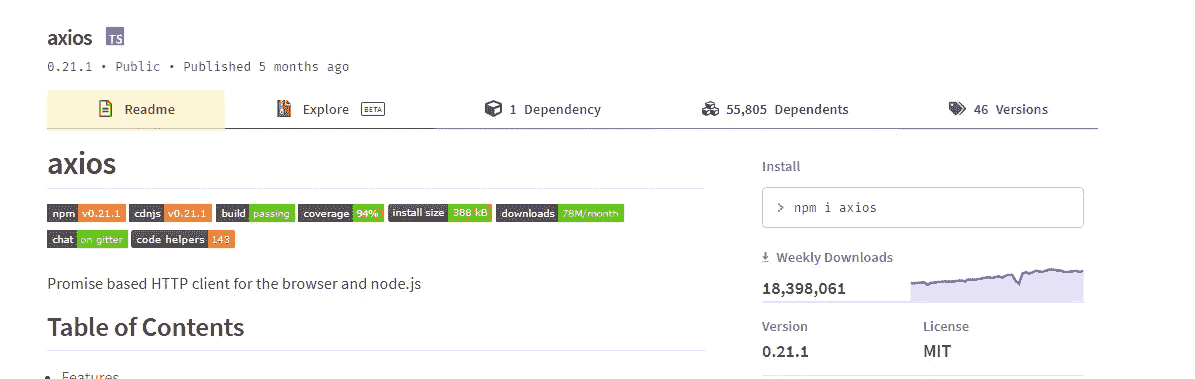 axios TS
0.21.1 • Public • Published 5 months ago
Readme
Explore BETA
1 Dependency
55,805 Dependents
46 Versions
axios
npm v0.21.1 cdnjs v0.21.1 build passing coverage 94% install size 388 kB downloads 78M/month
chat on gitter code helpers 143
Promise based HTTP client for the browser and node.js
Table of Contents
• Features
Install
> npm i axios
Weekly Downloads
18,398,061
Version
0.21.1
License
MIT